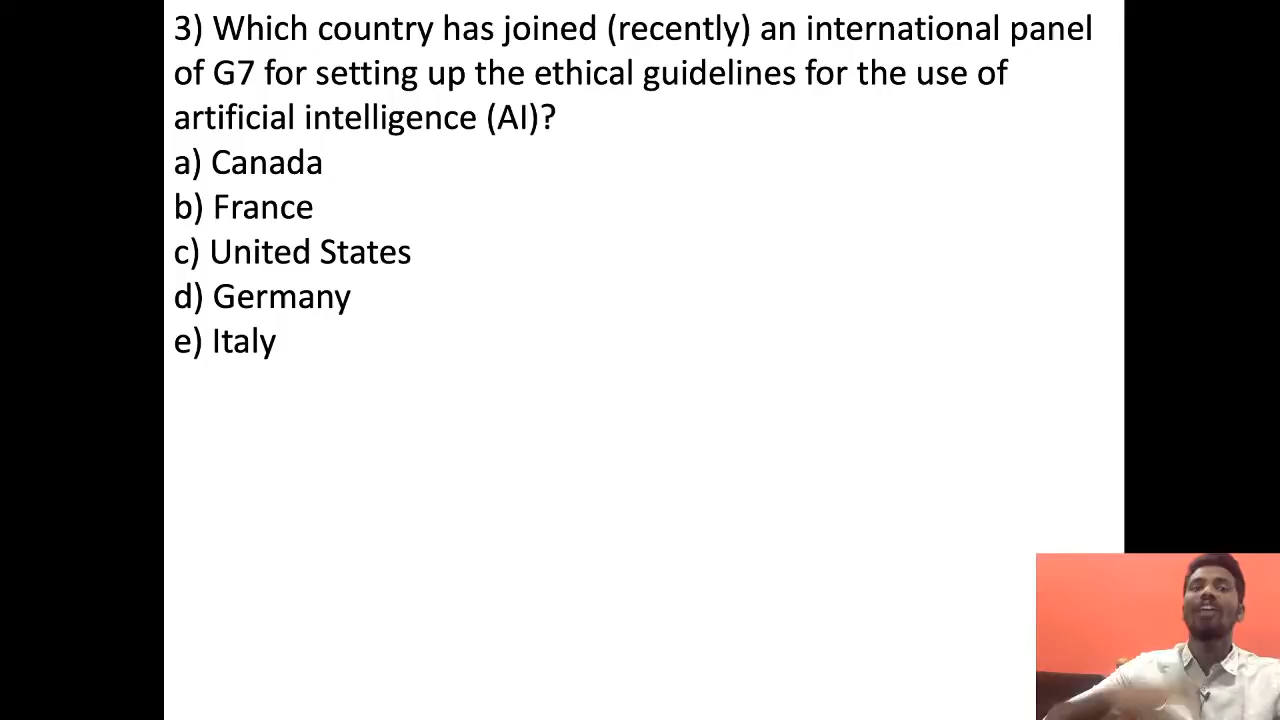 3) Which country has joined (recently) an international panel
of G7 for setting up the ethical guidelines for the use of
artificial intelligence (AI)?
a) Canada
b) France
c) United States
d) Germany
e) Italy